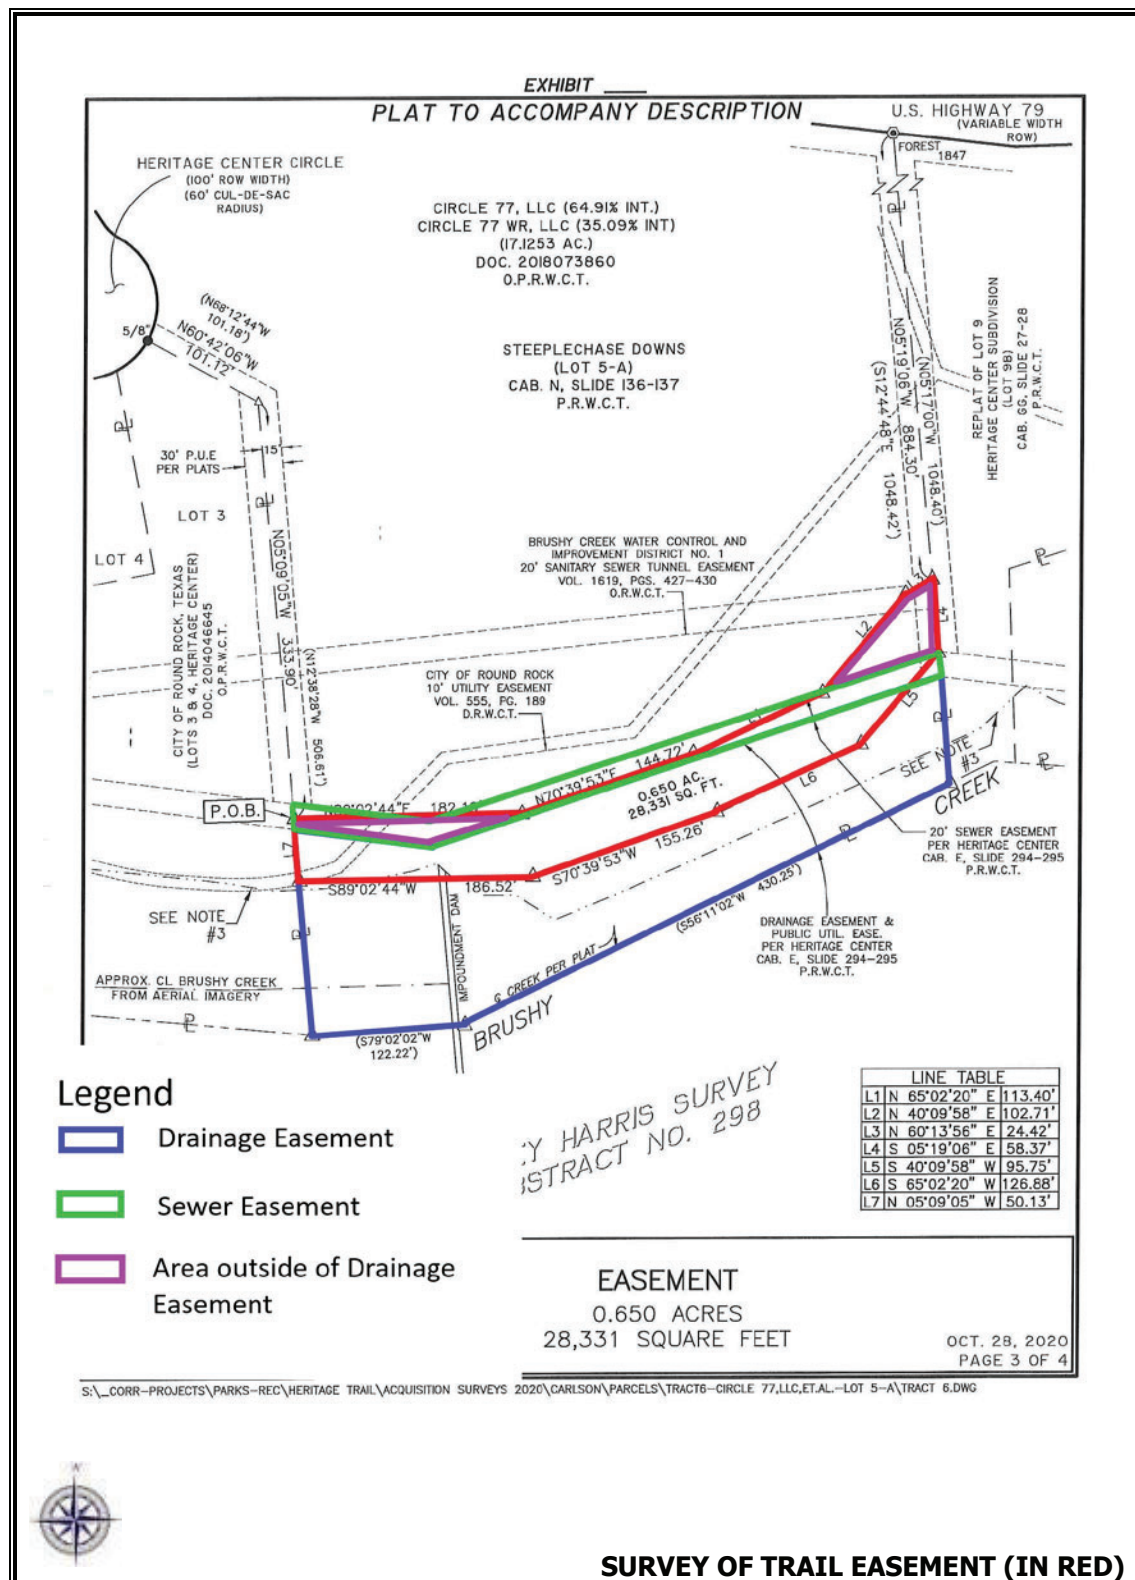 EXHIBIT ____
PLAT TO ACCOMPANY DESCRIPTION
U.S. HIGHWAY 79
(VARIABLE WIDTH
ROW)
FOREST
1847
HERITAGE CENTER CIRCLE
(100' ROW WIDTH)
(60' CUL-DE-SAC
RADIUS)
CIRCLE 77, LLC (64.91% INT.)
CIRCLE 77 WR, LLC (35.09% INT)
(17.1253 AC.)
DOC. 2018073860
O.P.R.W.C.T.
5/8"
(N68°12'44"W
101.18')
N60°42'06"W
101.12'
STEEPLECHASE DOWNS
(LOT 5-A)
CAB. N, SLIDE 136-137
P.R.W.C.T.
N05°19'06"W 884.30'
(S12°44'48"E 1048.42')
(N05°17'00"W 1048.40')
REPLAT OF LOT 9
HERITAGE CENTER SUBDIVISION
(LOT 9B)
CAB. GG, SLIDE 27-28
P.R.W.C.T.
30' P.U.E
PER PLATS
15'
LOT 3
LOT 4
CITY OF ROUND ROCK, TEXAS
(LOTS 3 & 4, HERITAGE CENTER)
DOC. 2014046645
O.P.R.W.C.T.
N05°09'05"W 333.90'
(N12°38'28"W 506.61')
BRUSHY CREEK WATER CONTROL AND
IMPROVEMENT DISTRICT NO. 1
20' SANITARY SEWER TUNNEL EASEMENT
VOL. 1619, PGS. 427-430
O.R.W.C.T.
CITY OF ROUND ROCK
10' UTILITY EASEMENT
VOL. 555, PG. 189
D.R.W.C.T.
L2
L3
L4
L5
L6
L7
P.O.B.
N70°39'53"E 144.72'
0.650 AC.
28,331 SQ. FT.
S89°02'44"W 186.52'
S70°39'53"W 155.26'
SEE NOTE
#3
SEE NOTE
#3
BRUSHY
CREEK
20' SEWER EASEMENT
PER HERITAGE CENTER
CAB. E, SLIDE 294-295
P.R.W.C.T.
DRAINAGE EASEMENT &
PUBLIC UTIL. EASE.
PER HERITAGE CENTER
CAB. E, SLIDE 294-295
P.R.W.C.T.
(S56°11'02"W 430.25')
CREEK PER PLAT
MPOUNDMENT DAM
APPROX. CL BRUSHY CREEK
FROM AERIAL IMAGERY
(S79°02'02"W
122.22')
Legend
Drainage Easement
Sewer Easement
Area outside of Drainage
Easement
Y HARRIS SURVEY
STRACT NO. 298
LINE TABLE
L1 N 65°02'20" E 113.40'
L2 N 40°09'58" E 102.71'
L3 N 60°13'56" E 24.42'
L4 S 05°19'06" E 58.37'
L5 S 40°09'58" W 95.75'
L6 S 65°02'20" W 126.88'
L7 N 05°09'05" W 50.13'
EASEMENT
0.650 ACRES
28,331 SQUARE FEET
OCT. 28, 2020
PAGE 3 OF 4
S:\_CORR-PROJECTS\PARKS-REC\HERITAGE TRAIL\ACQUISITION SURVEYS 2020\CARLSON\PARCELS\TRACT6-CIRCLE 77,LLC,ET.AL.-LOT 5-A\TRACT 6.DWG
N
SURVEY OF TRAIL EASEMENT (IN RED)